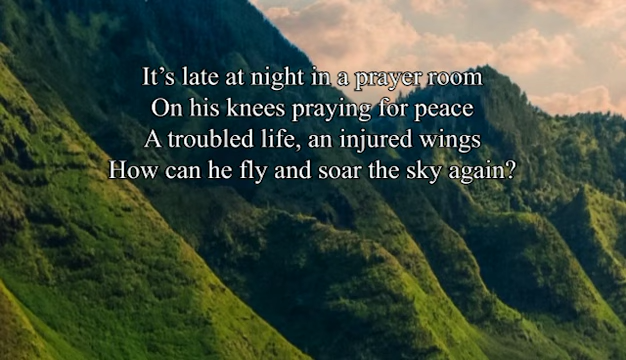 It’s late at night in a prayer room
On his knees praying for peace
A troubled life, an injured wings
How can he fly and soar the sky again?